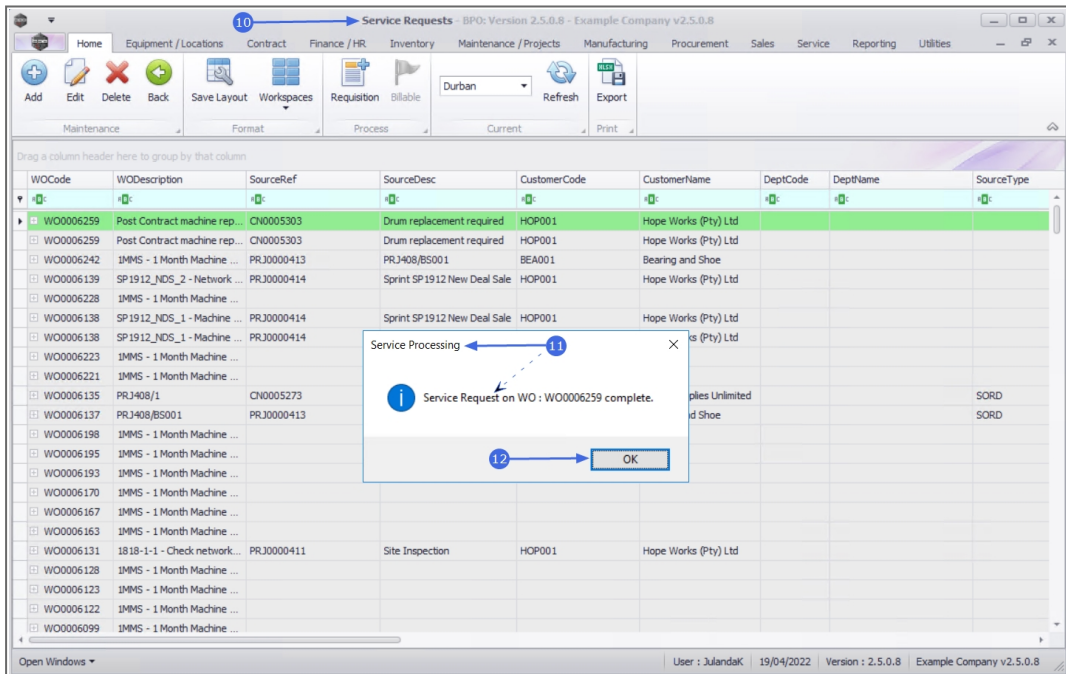 10 Service Requests - BPO: Version 2.5.0.8 - Example Company v2.5.0.8
Home Equipment / Locations Contract Finance / HR Inventory Maintenance / Projects Manufacturing Procurement Sales Service Reporting Utilities
Add Edit Delete Back Save Layout Workspaces Requisition Billable Durban Refresh Export
Maintenance Format Process Current Print
Drag a column header here to group by that column
WOCode WODescription SourceRef SourceDesc CustomerCode CustomerName DeptCode DeptName SourceType
WO0006259 Post Contract machine rep... CN0005303 Drum replacement required HOP001 Hope Works (Pty) Ltd
WO0006259 Post Contract machine rep... CN0005303 Drum replacement required HOP001 Hope Works (Pty) Ltd
WO0006242 1MMS - 1 Month Machine ... PRJ0000413 PRJ408/BS001 BEA001 Bearing and Shoe
WO0006139 SP1912_NDS_2 - Network ... PRJ0000414 Sprint SP1912 New Deal Sale HOP001 Hope Works (Pty) Ltd
WO0006228 1MMS - 1 Month Machine ...
WO0006138 SP1912_NDS_1 - Machine ... PRJ0000414 Sprint SP1912 New Deal Sale HOP001 Hope Works (Pty) Ltd
WO0006138 SP1912_NDS_1 - Machine ... PRJ0000414 ks (Pty) Ltd
WO0006223 1MMS - 1 Month Machine ...
WO0006221 1MMS - 1 Month Machine ...
WO0006135 PRJ408/1 CN0005273 plies Unlimited SORD
WO0006137 PRJ408/BS001 PRJ0000413 d Shoe SORD
WO0006198 1MMS - 1 Month Machine ...
WO0006195 1MMS - 1 Month Machine ...
WO0006193 1MMS - 1 Month Machine ...
WO0006170 1MMS - 1 Month Machine ...
WO0006167 1MMS - 1 Month Machine ...
WO0006163 1MMS - 1 Month Machine ...
WO0006131 1818-1-1 - Check network... PRJ0000411 Site Inspection HOP001 Hope Works (Pty) Ltd
WO0006128 1MMS - 1 Month Machine ...
WO0006123 1MMS - 1 Month Machine ...
WO0006122 1MMS - 1 Month Machine ...
WO0006099 1MMS - 1 Month Machine ...
Service Processing 11
Service Request on WO : WO0006259 complete.
12 OK
Open Windows User : JulandaK 19/04/2022 Version : 2.5.0.8 Example Company v2.5.0.8